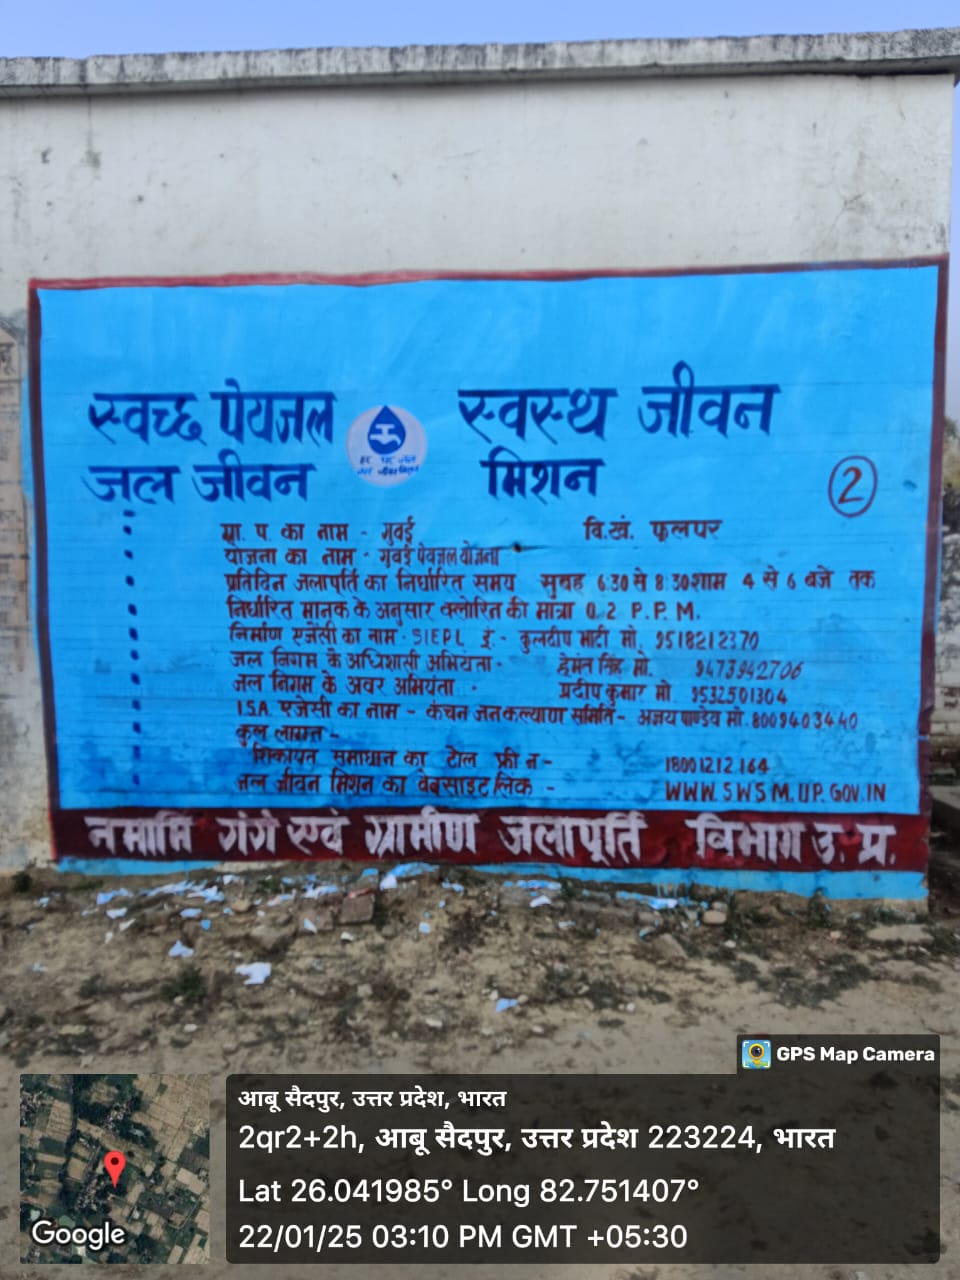 स्वच्छ पेयजल स्वस्थ जीवन
जल जीवन मिशन
2
ग्रा. प. का नाम - गुवई वि.खं. फूलपर
योजना का नाम - गुवई पेयजल योजना
प्रतिदिन जलापूर्ति का निर्धारित समय सुबह 6:30 से 8:30 शाम 4 से 6 बजे तक
निर्धारित मानक के अनुसार क्लोरित की मात्रा 0.2 P.P.M.
निर्माण एजेंसी का नाम - SIEPL इं - कुलदीप भाटी मो. 9518212370
जल निगम के अधिशासी अभियंता - हेमंत सिंह मो. 9473942706
जल निगम के अवर अभियंता - प्रदीप कुमार मो 9532501304
I.S.A. एजेंसी का नाम - कंचन जनकल्याण समिति - अजय पाण्डेय मो. 8009403440
कुल लागत -
शिकायत समाधान का टोल फ्री न - 18001212164
जल जीवन मिशन का वेबसाइट लिंक - WWW.SWSM.UP.GOV.IN
नमामि गंगे एवं ग्रामीण जलापूर्ति विभाग उ. प्र.
GPS Map Camera
आबू सैदपुर, उत्तर प्रदेश, भारत
2qr2+2h, आबू सैदपुर, उत्तर प्रदेश 223224, भारत
Lat 26.041985° Long 82.751407°
22/01/25 03:10 PM GMT +05:30
Google